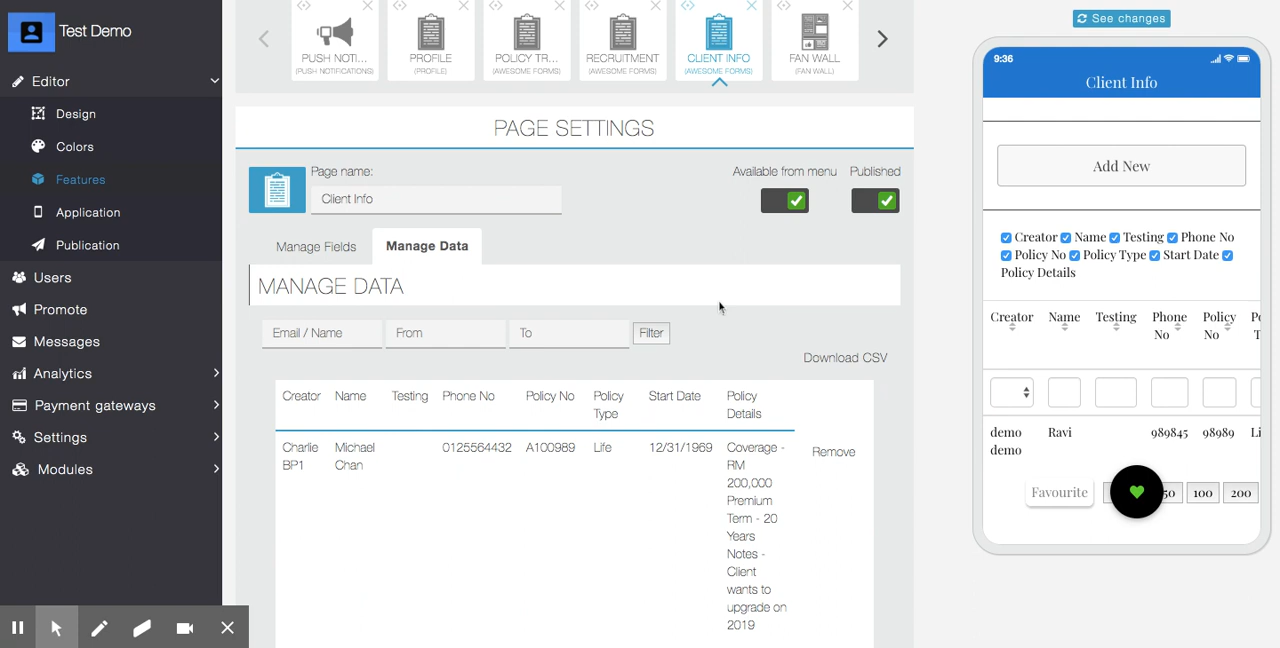 Test Demo
Editor
Design
Colors
Features
Application
Publication
Users
Promote
Messages
Analytics
Payment gateways
Settings
Modules
PUSH NOTI...
(PUSH NOTIFICATIONS)
PROFILE
(PROFILE)
POLICY TR...
(AWESOME FORMS)
RECRUITMENT
(AWESOME FORMS)
CLIENT INFO
(AWESOME FORMS)
FAN WALL
(FAN WALL)
PAGE SETTINGS
Page name:
Client Info
Available from menu
Published
Manage Fields
Manage Data
MANAGE DATA
Email / Name
From
To
Filter
Download CSV
Creator Name Testing Phone No Policy No Policy Type Start Date Policy Details
Charlie BP1
Michael Chan
0125564432
A100989
Life
12/31/1969
Coverage -
RM
200,000
Premium
Term - 20
Years
Notes -
Client
wants to
upgrade on
2019
Remove
See changes
9:36
Client Info
Add New
Creator Name Testing Phone No
Policy No Policy Type Start Date
Policy Details
Creator Name Testing Phone No Policy No
demo demo
Ravi
989845
98989
Favourite
100
200